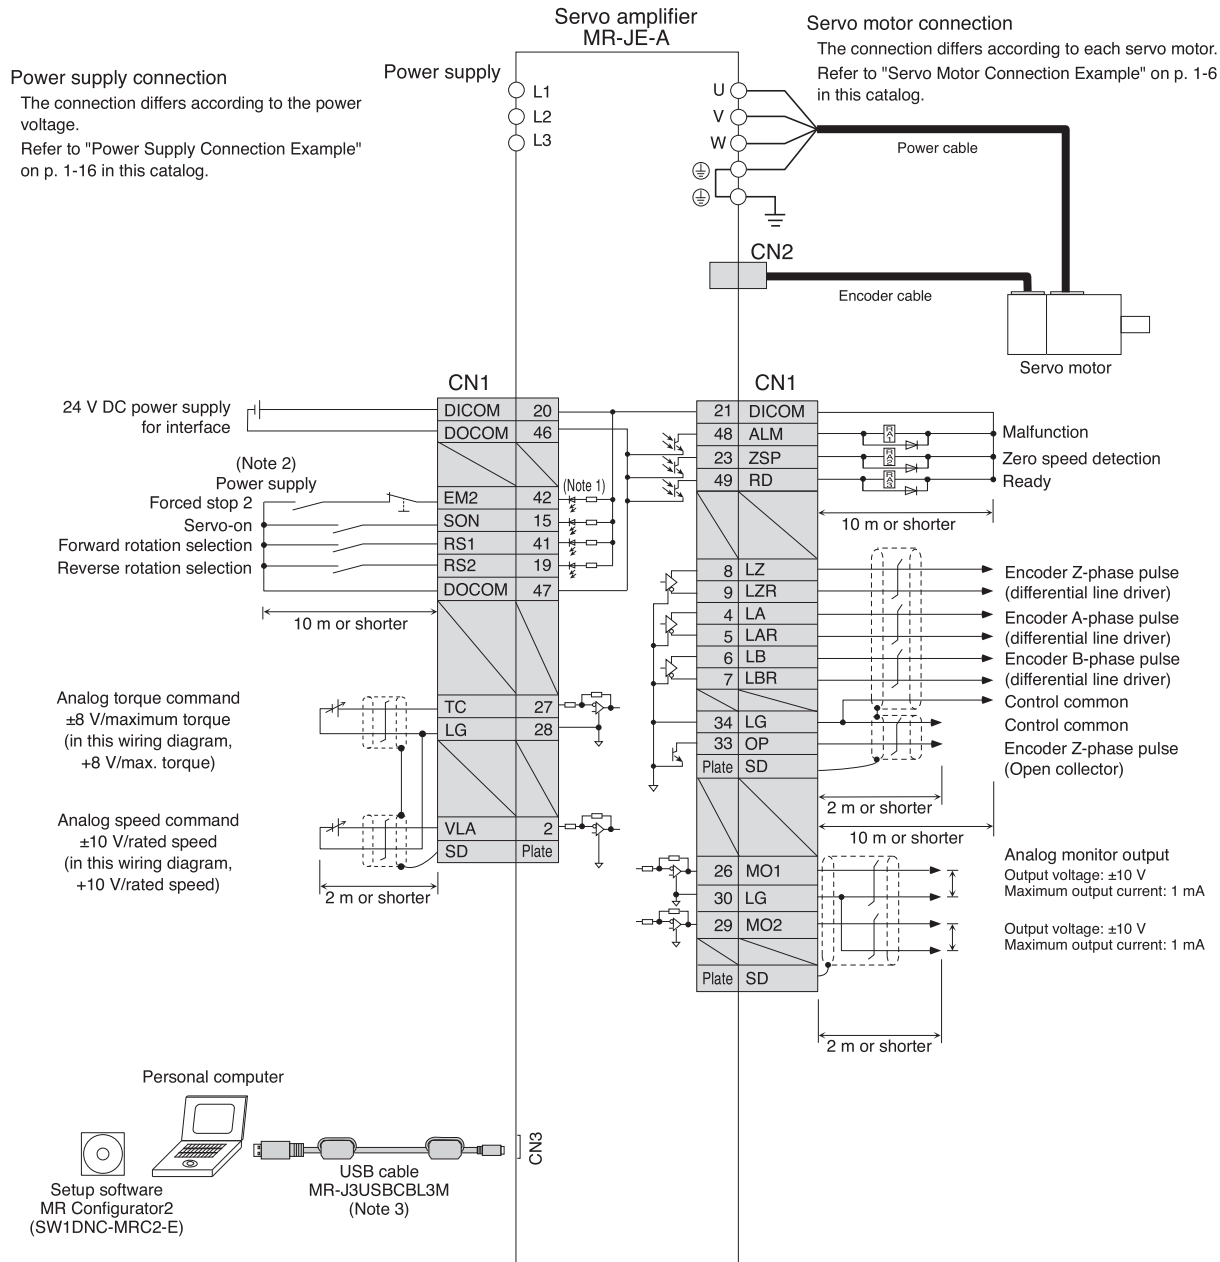 Servo amplifier
MR-JE-A
Servo motor connection
The connection differs according to each servo motor.
Refer to "Servo Motor Connection Example" on p. 1-6
in this catalog.
Power supply connection
The connection differs according to the power
voltage.
Refer to "Power Supply Connection Example"
on p. 1-16 in this catalog.
Power supply
L1
L2
L3
U
V
W
Power cable
CN2
Encoder cable
Servo motor
CN1
24 V DC power supply
for interface
DICOM 20
DOCOM 46
(Note 2)
Power supply
Forced stop 2
EM2 42
(Note 1)
Servo-on
SON 15
Forward rotation selection
RS1 41
Reverse rotation selection
RS2 19
DOCOM 47
10 m or shorter
Analog torque command
±8 V/maximum torque
(in this wiring diagram,
+8 V/max. torque)
TC 27
LG 28
Analog speed command
±10 V/rated speed
(in this wiring diagram,
+10 V/rated speed)
VLA 2
SD Plate
2 m or shorter
CN1
21 DICOM
48 ALM
RA1
Malfunction
23 ZSP
RA2
Zero speed detection
49 RD
RA3
Ready
10 m or shorter
8 LZ
9 LZR
Encoder Z-phase pulse
(differential line driver)
4 LA
5 LAR
Encoder A-phase pulse
(differential line driver)
6 LB
7 LBR
Encoder B-phase pulse
(differential line driver)
Control common
34 LG
Control common
33 OP
Encoder Z-phase pulse
(Open collector)
Plate SD
2 m or shorter
10 m or shorter
Analog monitor output
26 MO1
Output voltage: ±10 V
Maximum output current: 1 mA
30 LG
29 MO2
Output voltage: ±10 V
Maximum output current: 1 mA
Plate SD
2 m or shorter
Personal computer
CN3
USB cable
MR-J3USBCBL3M
(Note 3)
Setup software
MR Configurator2
(SW1DNC-MRC2-E)